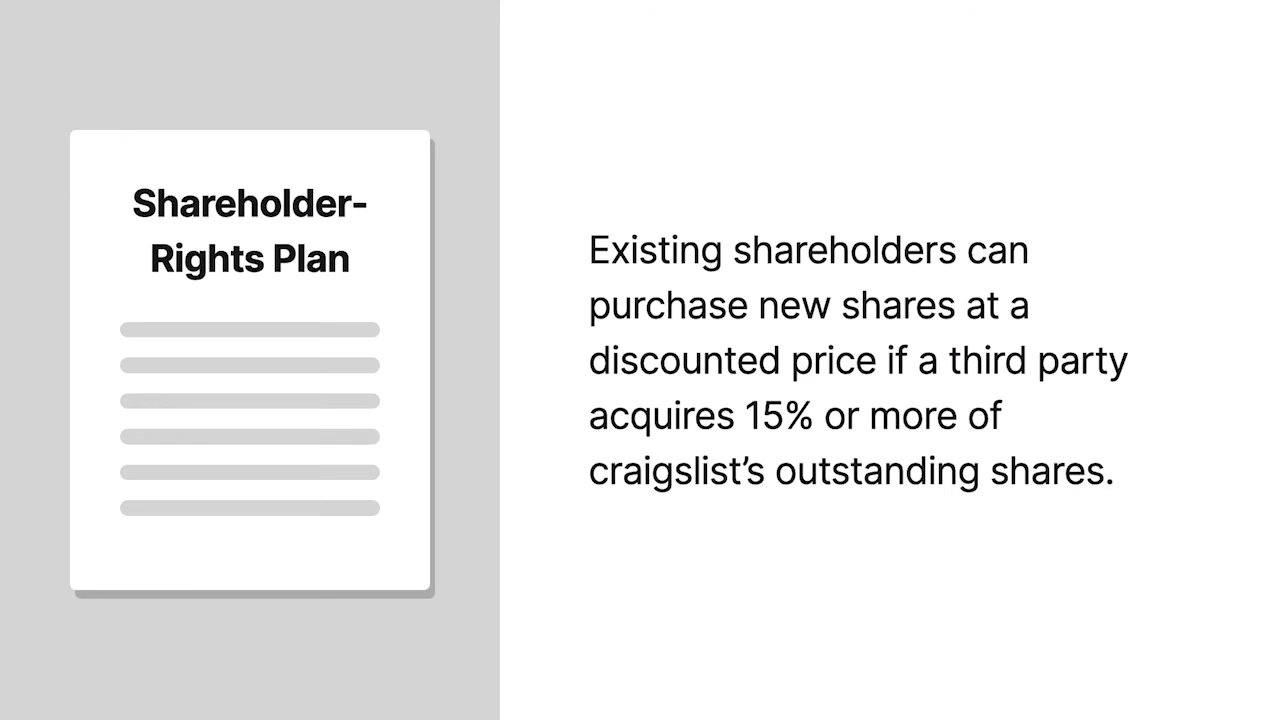 Shareholder-
Rights Plan
Existing shareholders can
purchase new shares at a
discounted price if a third party
acquires 15% or more of
craigslist’s outstanding shares.